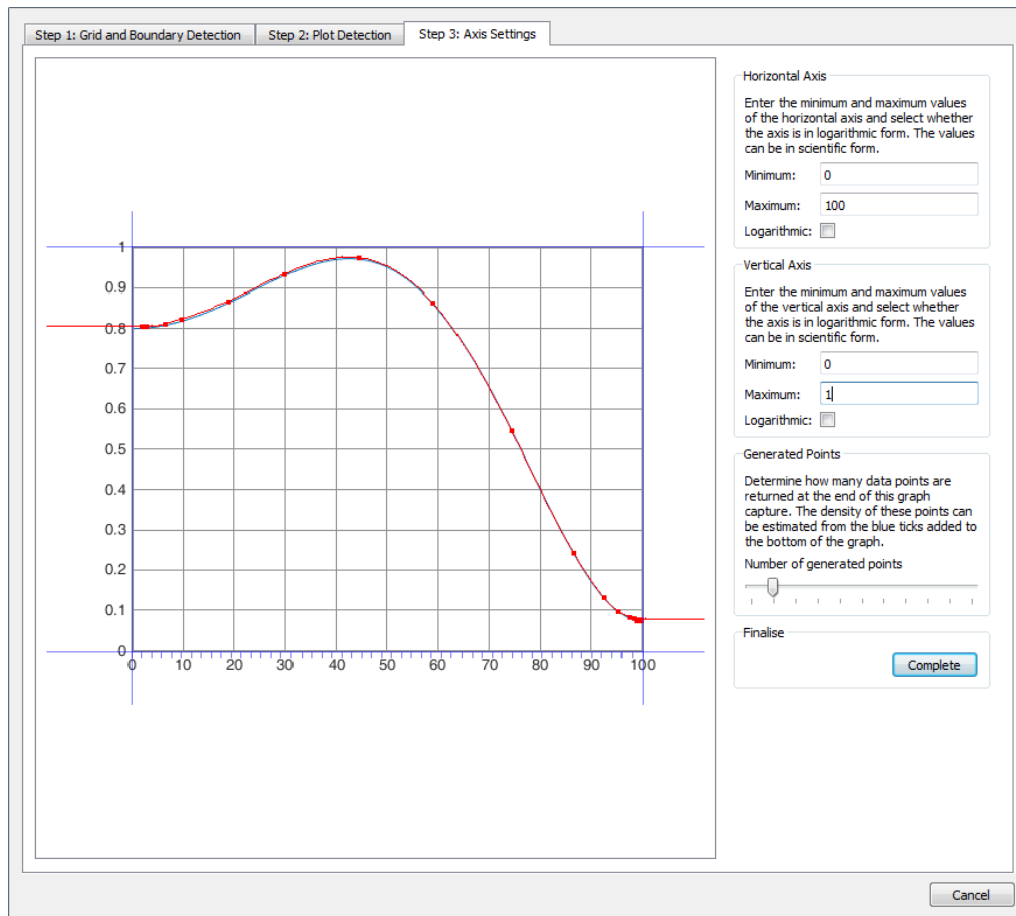 Step 1: Grid and Boundary Detection
Step 2: Plot Detection
Step 3: Axis Settings
1
0.9
0.8
0.7
0.6
0.5
0.4
0.3
0.2
0.1
0
0 10 20 30 40 50 60 70 80 90 100
Horizontal Axis
Enter the minimum and maximum values
of the horizontal axis and select whether
the axis is in logarithmic form. The values
can be in scientific form.
Minimum: 0
Maximum: 100
Logarithmic:
Vertical Axis
Enter the minimum and maximum values
of the vertical axis and select whether
the axis is in logarithmic form. The values
can be in scientific form.
Minimum: 0
Maximum: 1
Logarithmic:
Generated Points
Determine how many data points are
returned at the end of this graph
capture. The density of these points can
be estimated from the blue ticks added to
the bottom of the graph.
Number of generated points
Finalise
Complete
Cancel